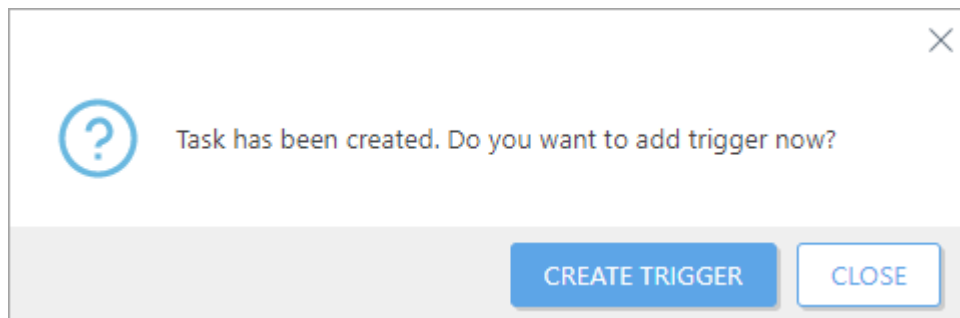 Task has been created. Do you want to add trigger now?
CREATE TRIGGER
CLOSE